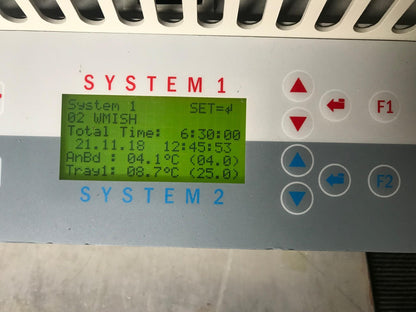 SYSTEM 1
System 1 SET=↲
02 WMISH
Total Time: 6:30:00
21.11.18 12:45:53
AnBd : 04.1°C (04.0)
Tray1: 08.7°C (25.0)
SYSTEM 2
F1
F2